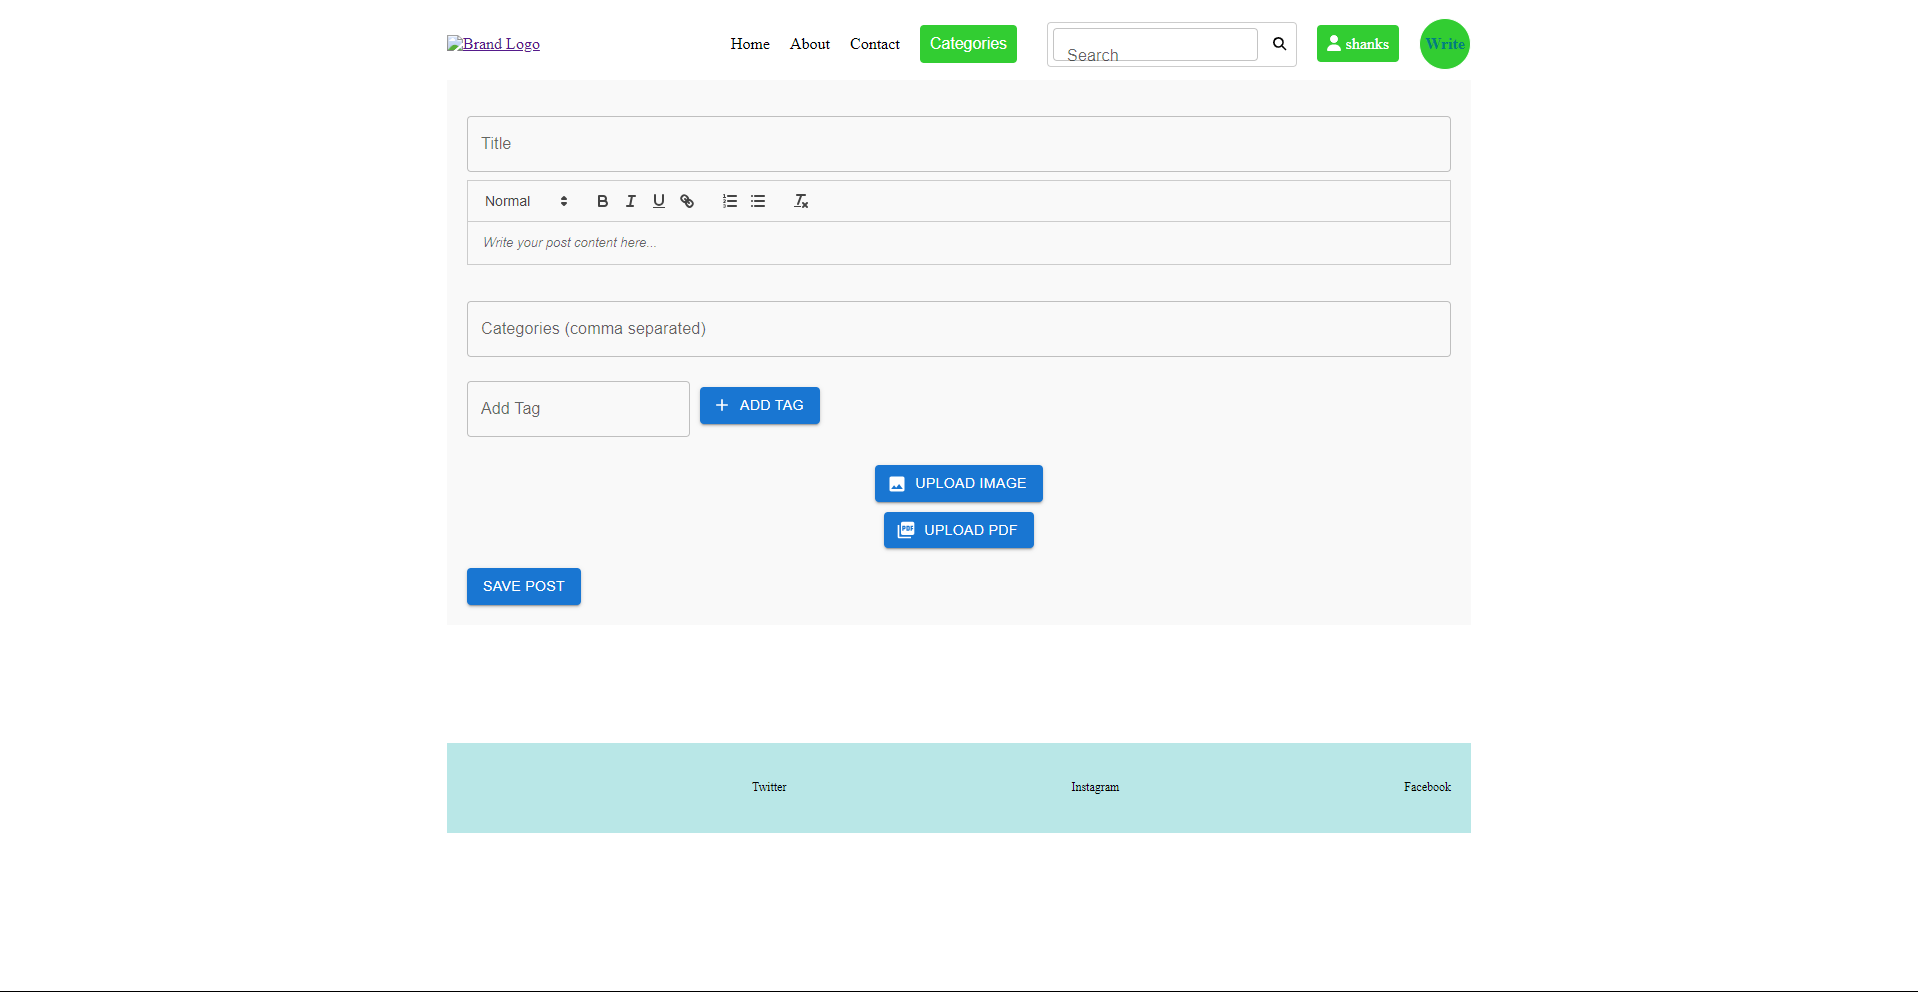 Brand Logo Home About Contact Categories Search shanks Write
Title
Normal
Write your post content here...
Categories (comma separated)
Add Tag ADD TAG
UPLOAD IMAGE
PDF UPLOAD PDF
SAVE POST
Twitter Instagram Facebook